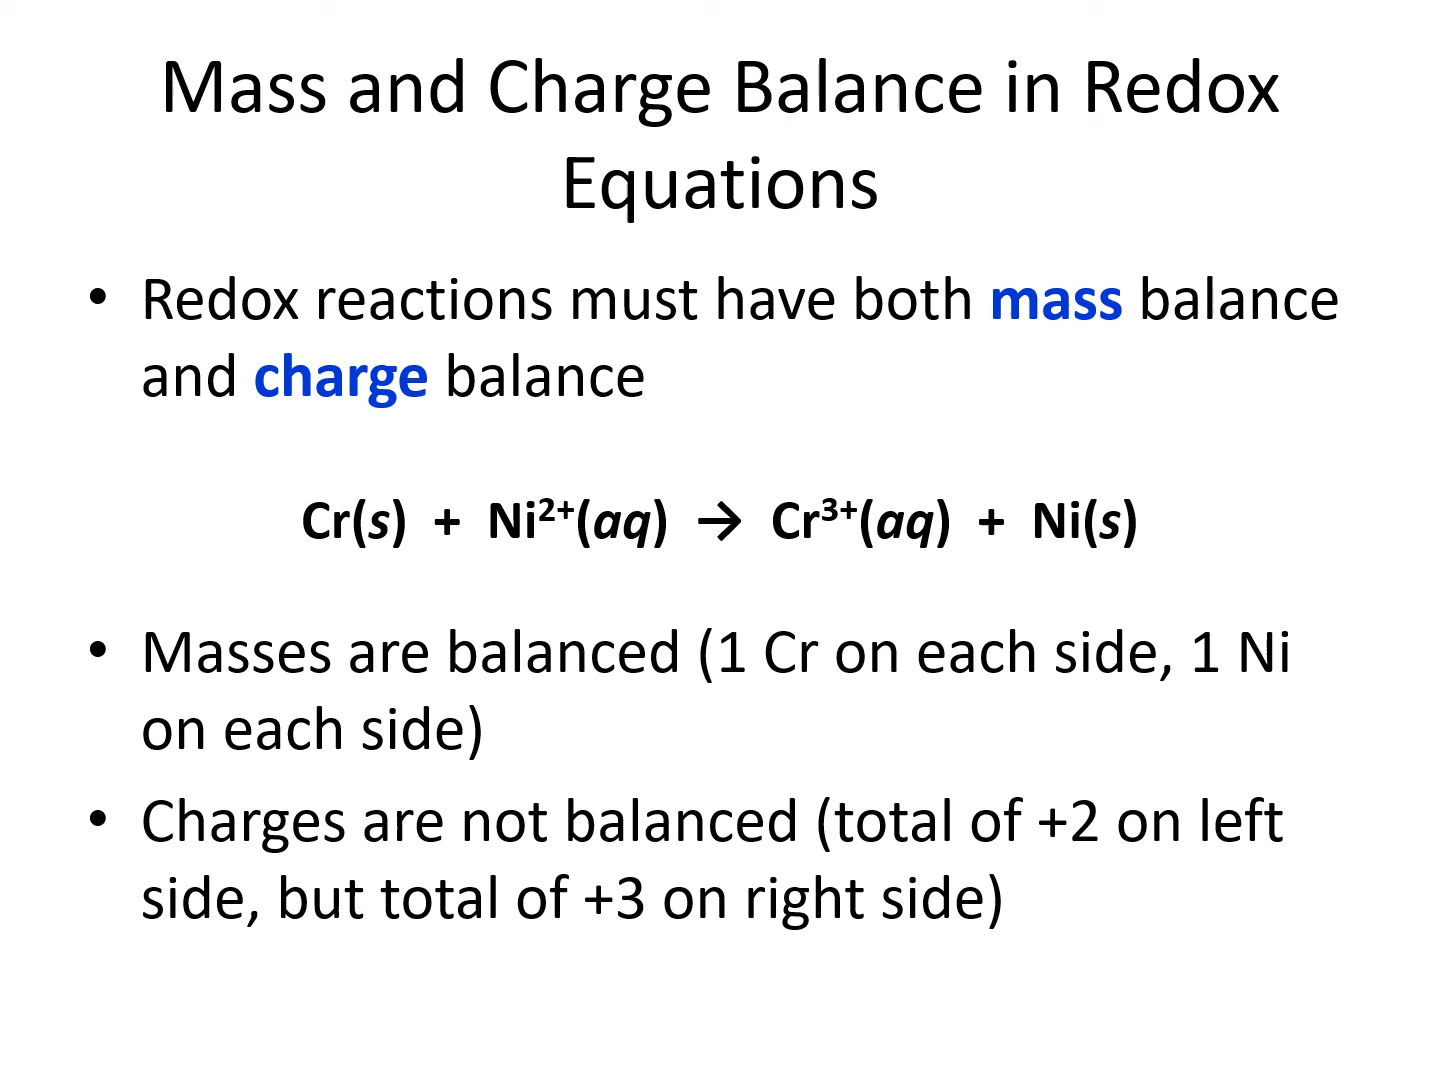 Mass and Charge Balance in Redox
Equations
• Redox reactions must have both mass balance
and charge balance
Cr(s) + Ni²⁺(aq) → Cr³⁺(aq) + Ni(s)
• Masses are balanced (1 Cr on each side, 1 Ni
on each side)
• Charges are not balanced (total of +2 on left
side, but total of +3 on right side)